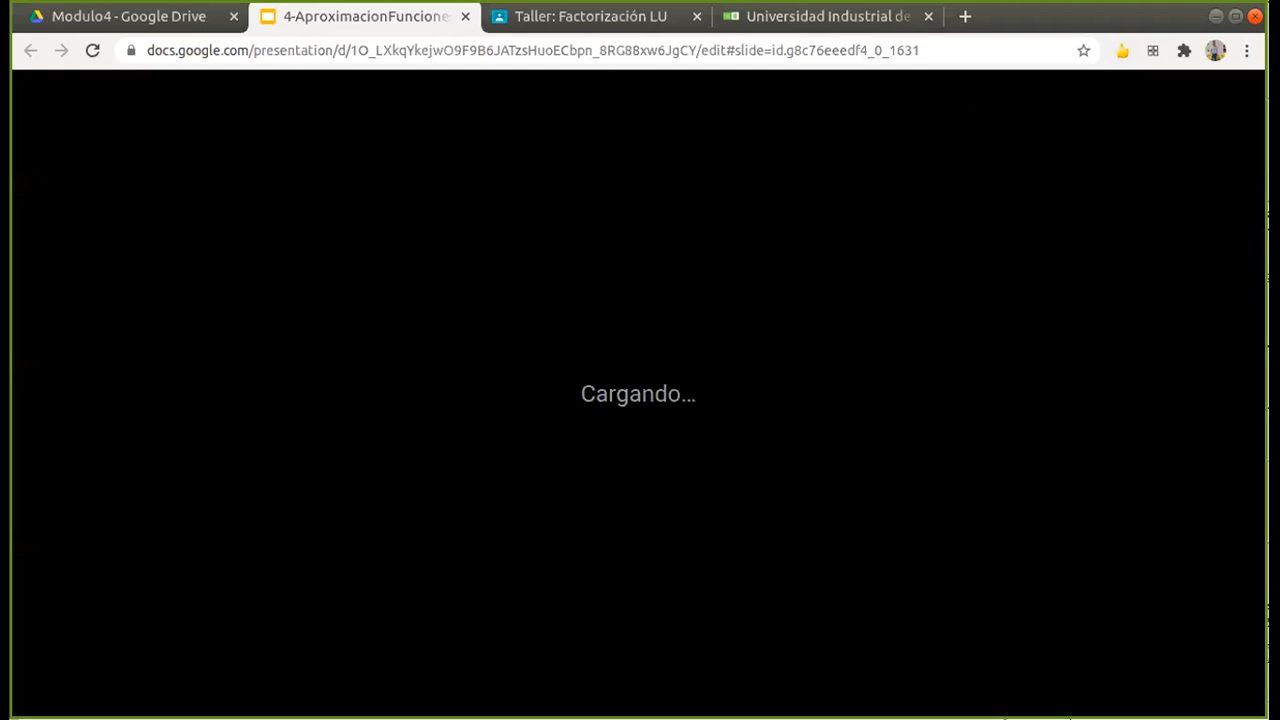 Modulo4 - Google Drive
4-AproximacionFuncione
Taller: Factorización LU
Universidad Industrial de
docs.google.com/presentation/d/1O_LXkqYkejwO9F9B6JATzsHuoECbpn_8RG88xw6JgCY/edit#slide=id.g8c76eeedf4_0_1631
Cargando...